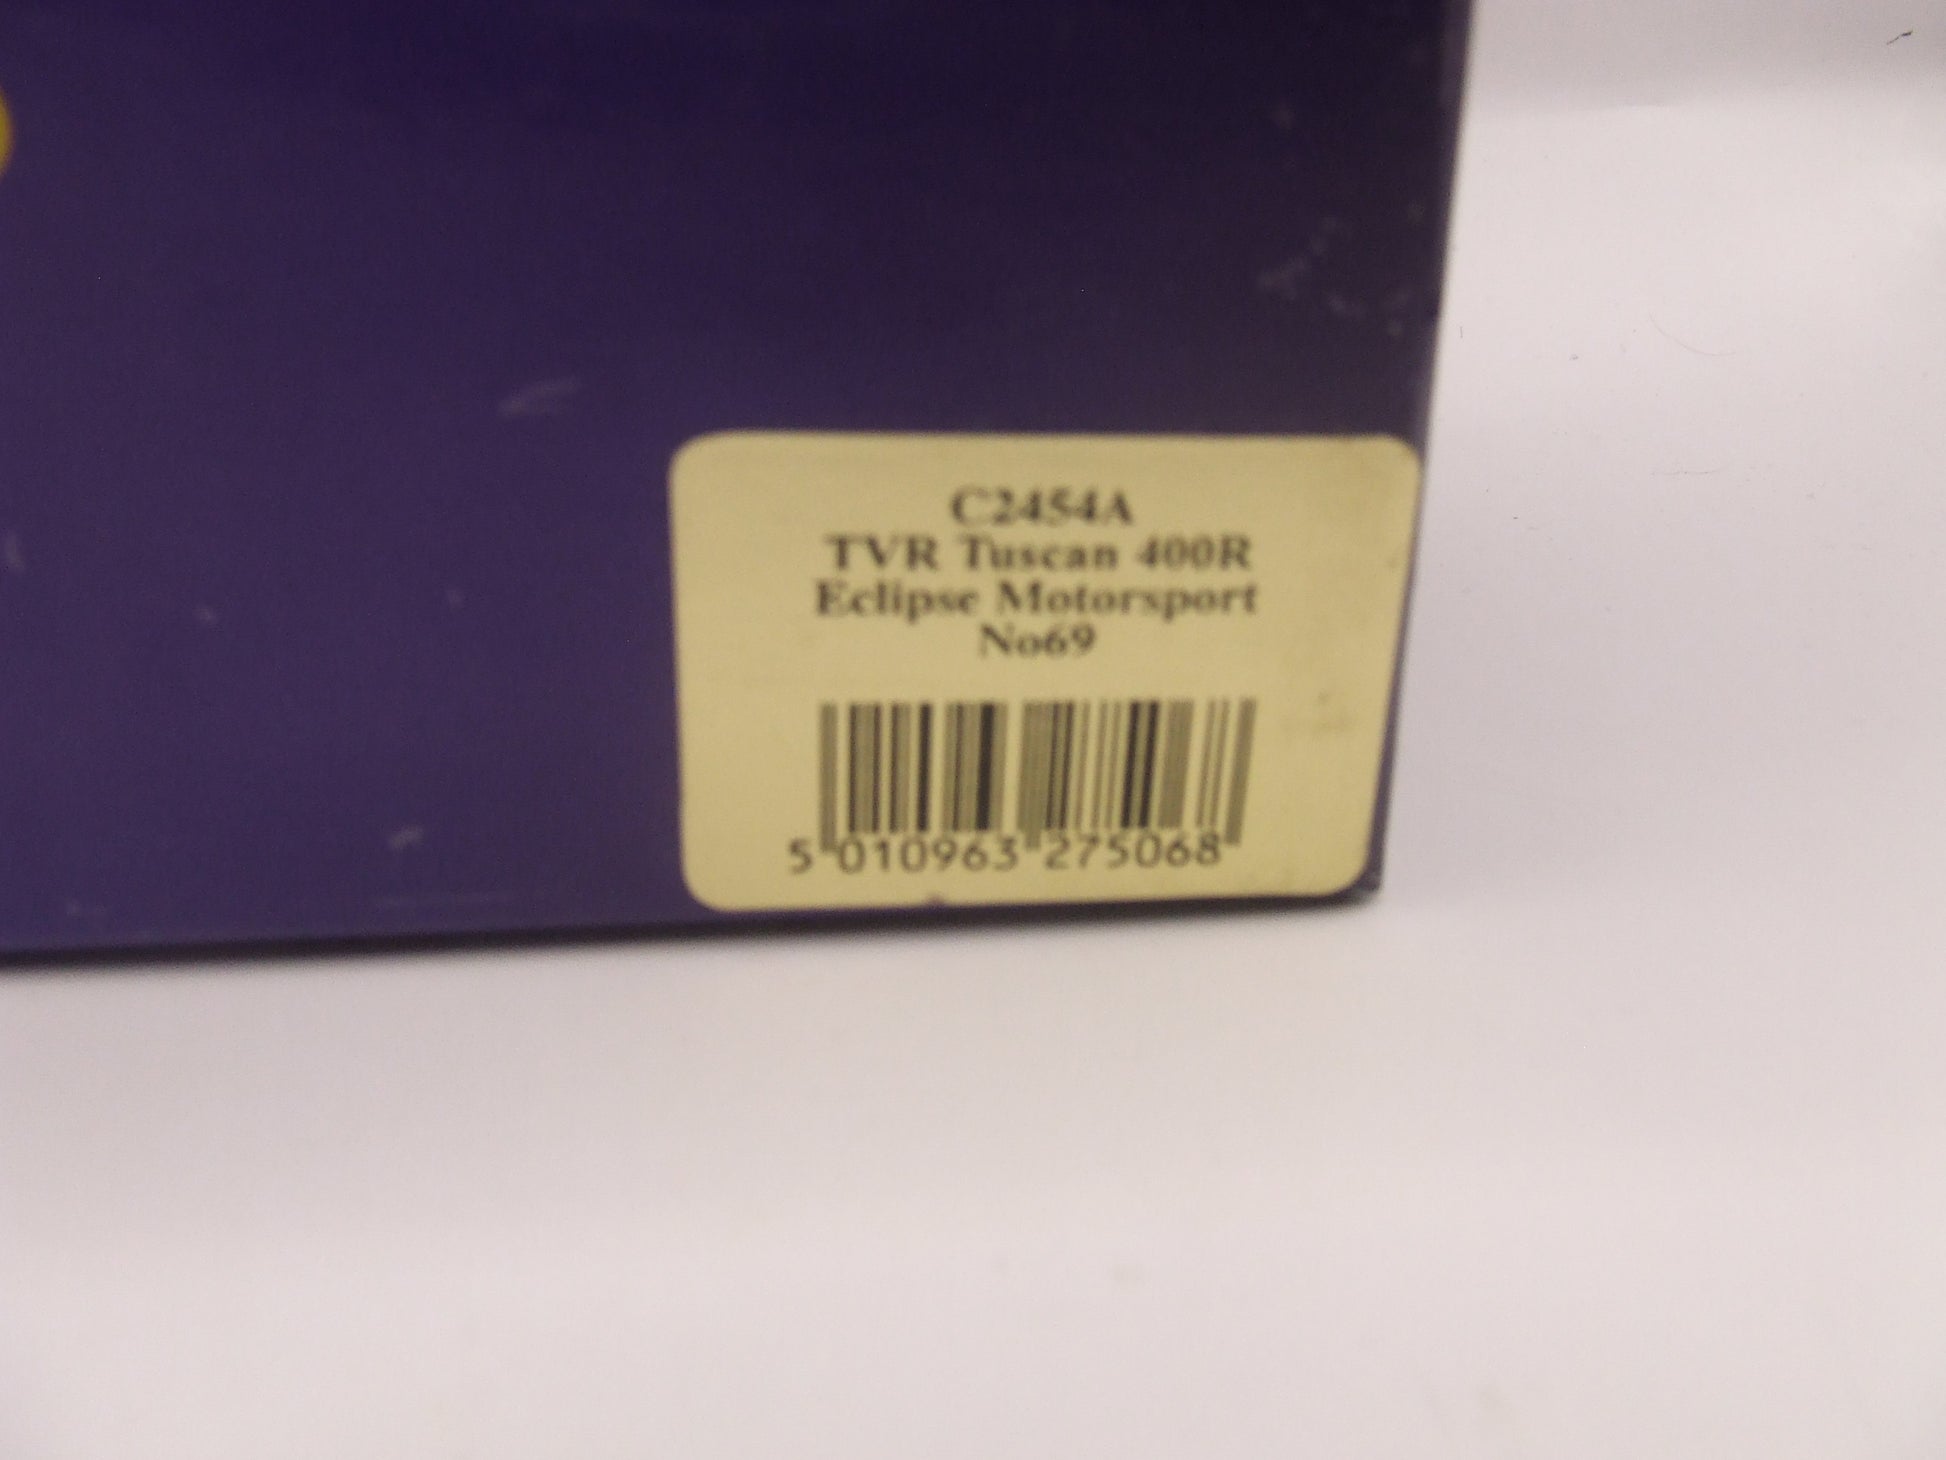 C2454A
TVR Tuscan 400R
Eclipse Motorsport
No69
5 010963 275068